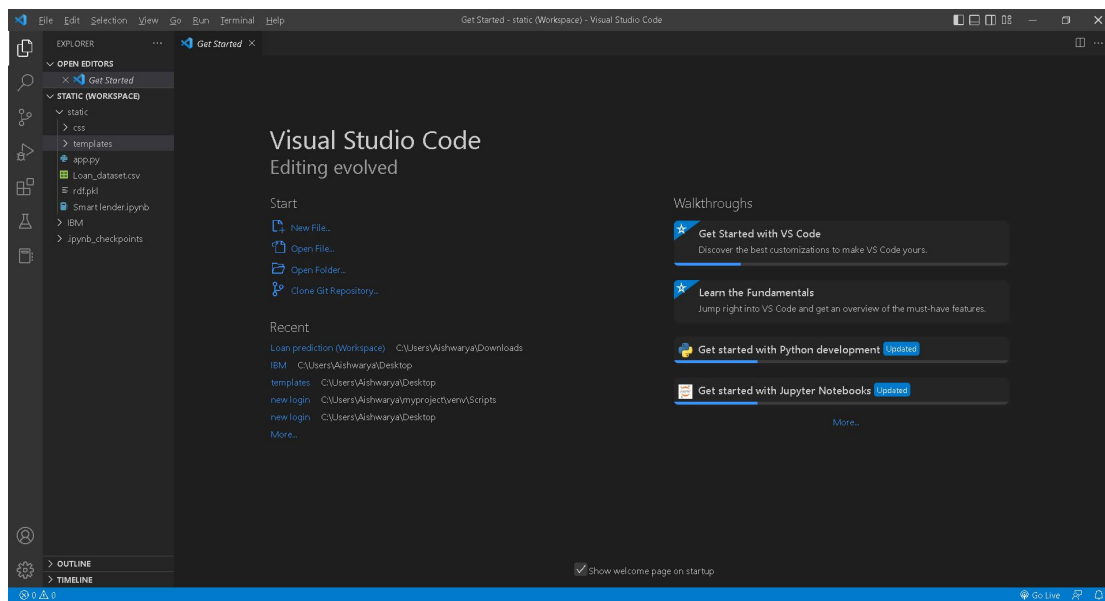 File Edit Selection View Go Run Terminal Help
Get Started - static (Workspace) - Visual Studio Code
EXPLORER
Get Started
OPEN EDITORS
Get Started
STATIC (WORKSPACE)
static
css
templates
app.py
Loan_dataset.csv
rdf.pkl
Smart lender.ipynb
IBM
.ipynb_checkpoints
OUTLINE
TIMELINE
Visual Studio Code
Editing evolved
Start
New File...
Open File...
Open Folder...
Clone Git Repository...
Recent
Loan prediction (Workspace) C:\Users\Aishwarya\Downloads
IBM C:\Users\Aishwarya\Desktop
templates C:\Users\Aishwarya\Desktop
new login C:\Users\Aishwarya\myproject\venv\Scripts
new login C:\Users\Aishwarya\Desktop
More...
Walkthroughs
Get Started with VS Code
Discover the best customizations to make VS Code yours.
Learn the Fundamentals
Jump right into VS Code and get an overview of the must-have features.
Get started with Python development Updated
Get started with Jupyter Notebooks Updated
More...
Show welcome page on startup
0 0
Go Live